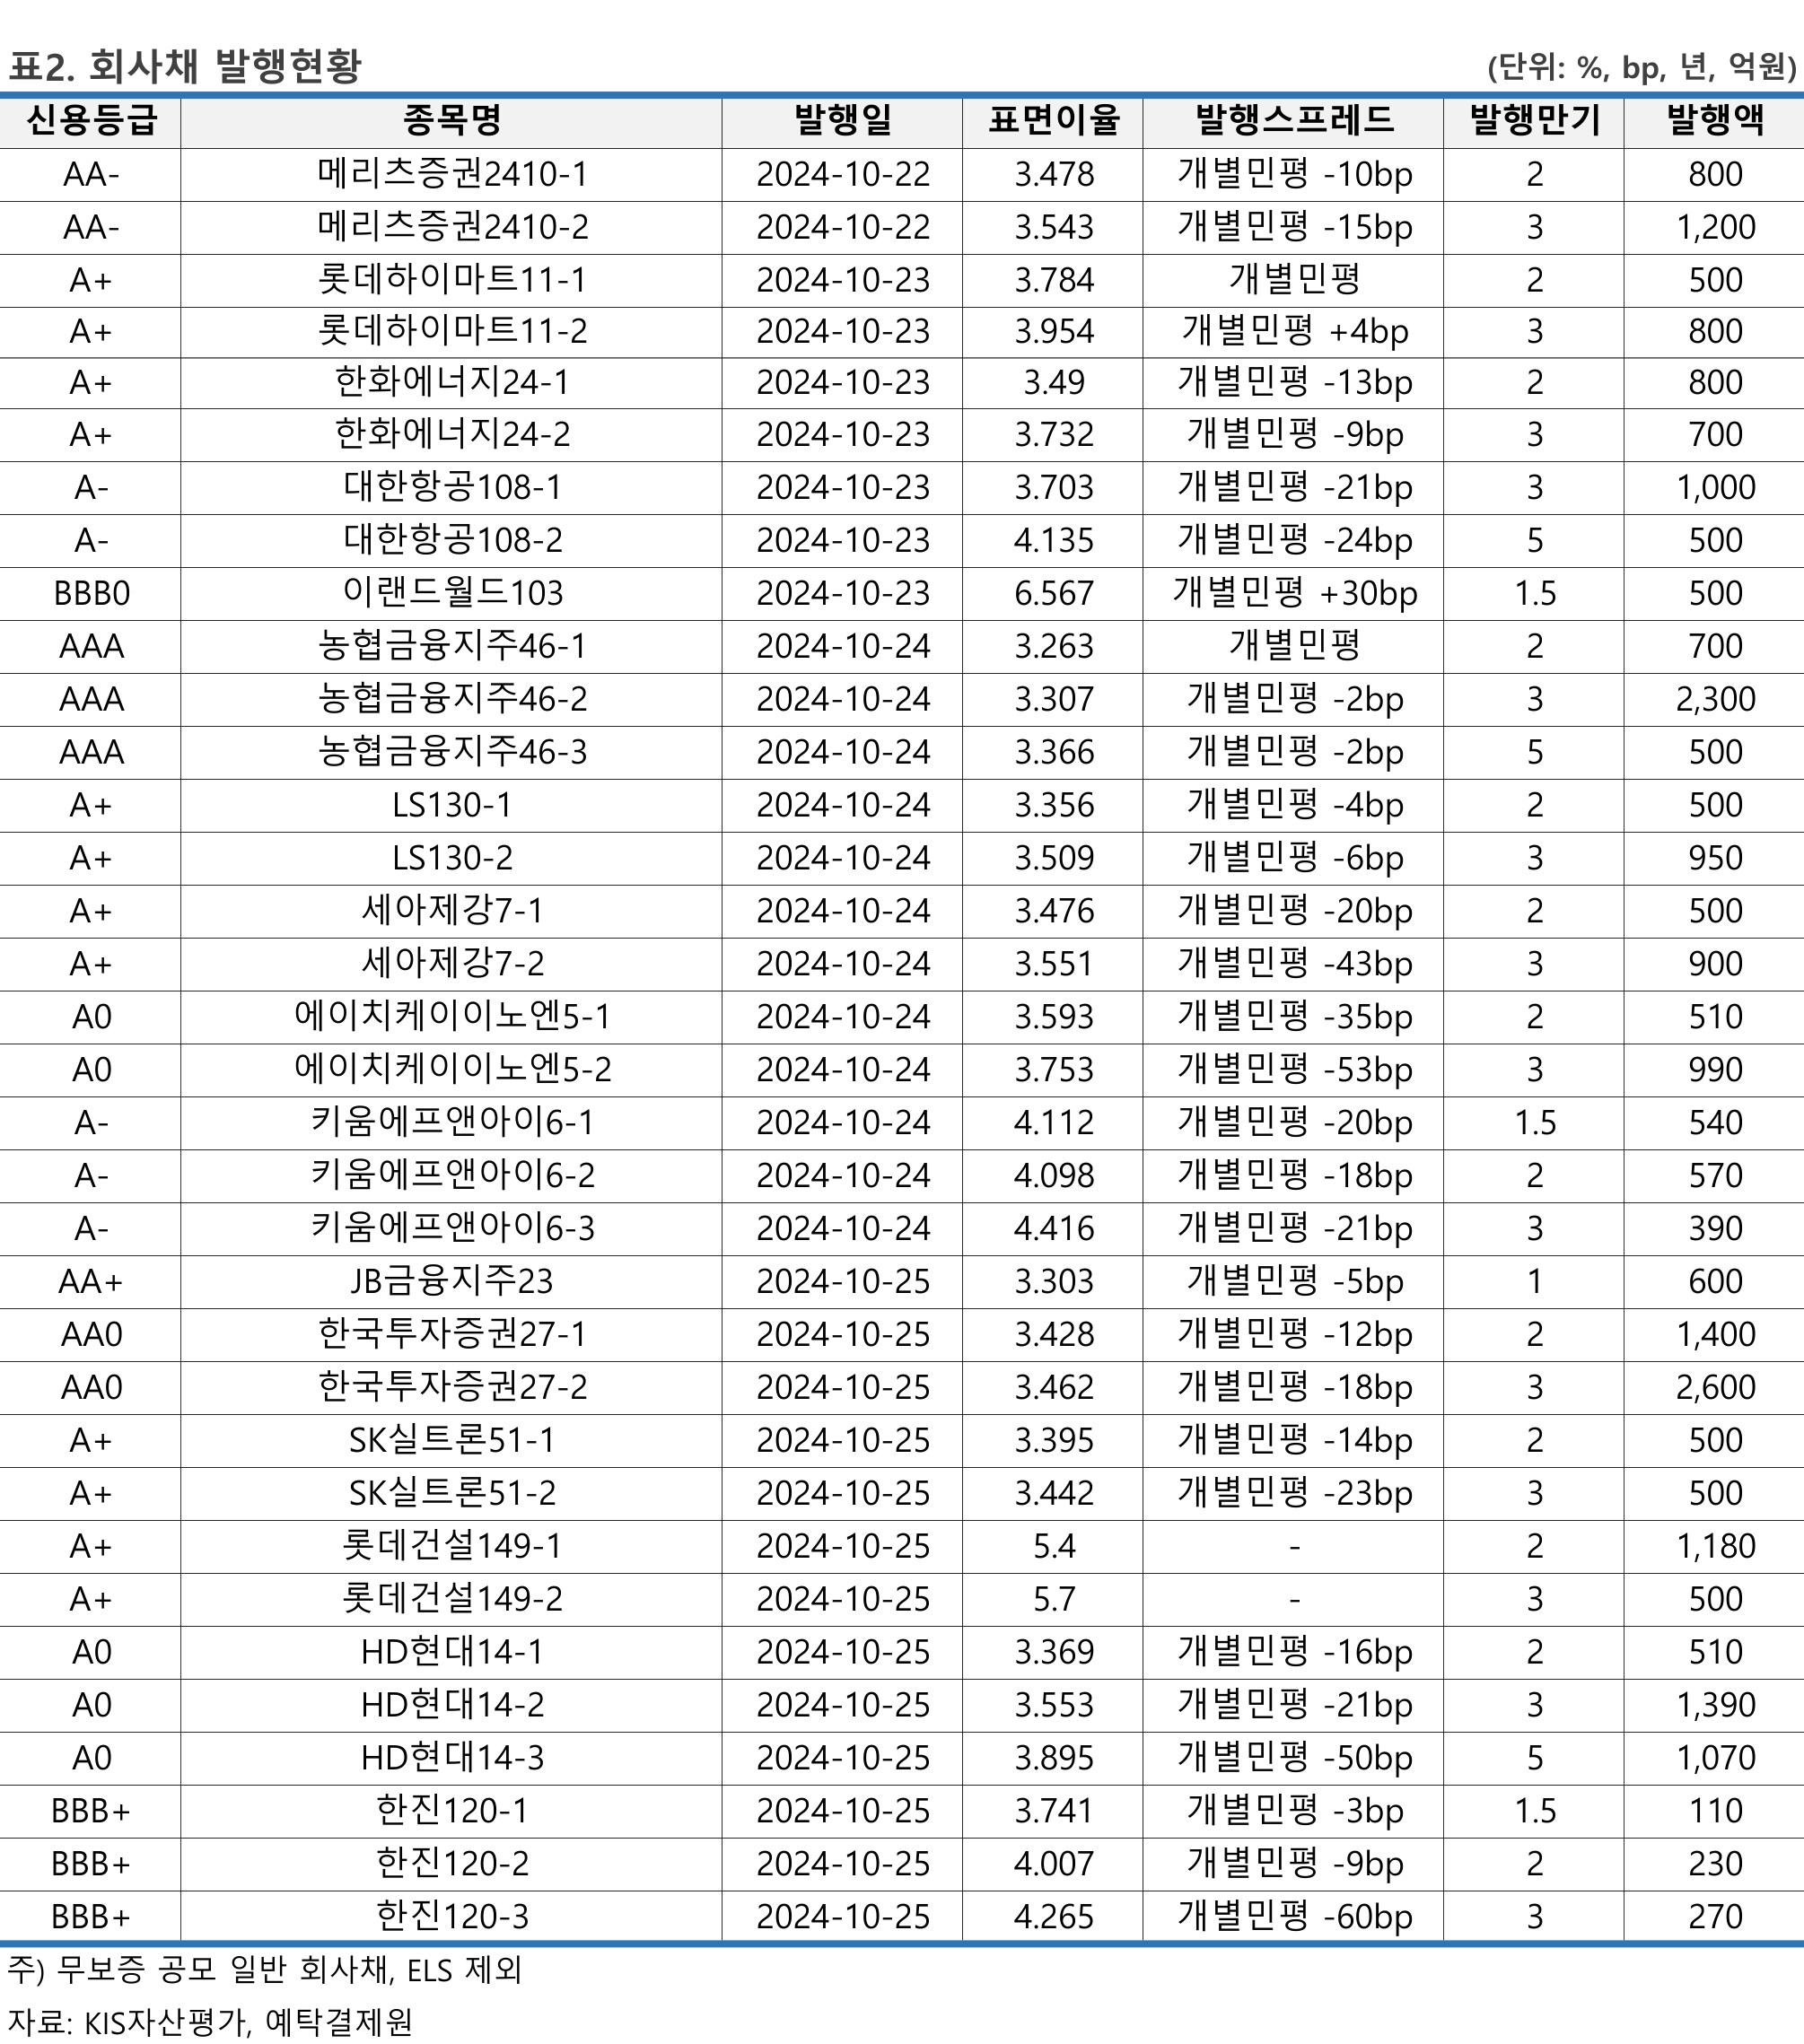 표2. 회사채 발행현황 (단위: %, bp, 년, 억원)
신용등급 종목명 발행일 표면이율 발행스프레드 발행만기 발행액
AA- 메리츠증권2410-1 2024-10-22 3.478 개별민평 -10bp 2 800
AA- 메리츠증권2410-2 2024-10-22 3.543 개별민평 -15bp 3 1,200
A+ 롯데하이마트11-1 2024-10-23 3.784 개별민평 2 500
A+ 롯데하이마트11-2 2024-10-23 3.954 개별민평 +4bp 3 800
A+ 한화에너지24-1 2024-10-23 3.49 개별민평 -13bp 2 800
A+ 한화에너지24-2 2024-10-23 3.732 개별민평 -9bp 3 700
A- 대한항공108-1 2024-10-23 3.703 개별민평 -21bp 3 1,000
A- 대한항공108-2 2024-10-23 4.135 개별민평 -24bp 5 500
BBB0 이랜드월드103 2024-10-23 6.567 개별민평 +30bp 1.5 500
AAA 농협금융지주46-1 2024-10-24 3.263 개별민평 2 700
AAA 농협금융지주46-2 2024-10-24 3.307 개별민평 -2bp 3 2,300
AAA 농협금융지주46-3 2024-10-24 3.366 개별민평 -2bp 5 500
A+ LS130-1 2024-10-24 3.356 개별민평 -4bp 2 500
A+ LS130-2 2024-10-24 3.509 개별민평 -6bp 3 950
A+ 세아제강7-1 2024-10-24 3.476 개별민평 -20bp 2 500
A+ 세아제강7-2 2024-10-24 3.551 개별민평 -43bp 3 900
A0 에이치케이이노엔5-1 2024-10-24 3.593 개별민평 -35bp 2 510
A0 에이치케이이노엔5-2 2024-10-24 3.753 개별민평 -53bp 3 990
A- 키움에프앤아이6-1 2024-10-24 4.112 개별민평 -20bp 1.5 540
A- 키움에프앤아이6-2 2024-10-24 4.098 개별민평 -18bp 2 570
A- 키움에프앤아이6-3 2024-10-24 4.416 개별민평 -21bp 3 390
AA+ JB금융지주23 2024-10-25 3.303 개별민평 -5bp 1 600
AA0 한국투자증권27-1 2024-10-25 3.428 개별민평 -12bp 2 1,400
AA0 한국투자증권27-2 2024-10-25 3.462 개별민평 -18bp 3 2,600
A+ SK실트론51-1 2024-10-25 3.395 개별민평 -14bp 2 500
A+ SK실트론51-2 2024-10-25 3.442 개별민평 -23bp 3 500
A+ 롯데건설149-1 2024-10-25 5.4 - 2 1,180
A+ 롯데건설149-2 2024-10-25 5.7 - 3 500
A0 HD현대14-1 2024-10-25 3.369 개별민평 -16bp 2 510
A0 HD현대14-2 2024-10-25 3.553 개별민평 -21bp 3 1,390
A0 HD현대14-3 2024-10-25 3.895 개별민평 -50bp 5 1,070
BBB+ 한진120-1 2024-10-25 3.741 개별민평 -3bp 1.5 110
BBB+ 한진120-2 2024-10-25 4.007 개별민평 -9bp 2 230
BBB+ 한진120-3 2024-10-25 4.265 개별민평 -60bp 3 270
주) 무보증 공모 일반 회사채, ELS 제외
자료: KIS자산평가, 예탁결제원